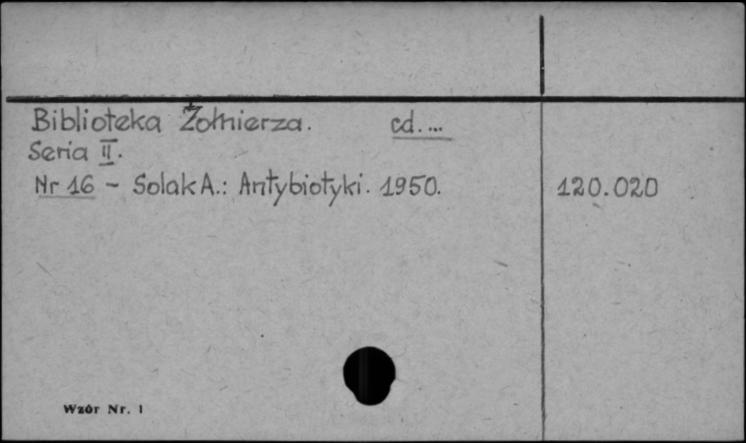 Biblioteka Żołnierza. cd....
Seria II.
Nr 16 - Solak A.: Antybiotyki. 1950. 120.020
Wzór Nr. 1